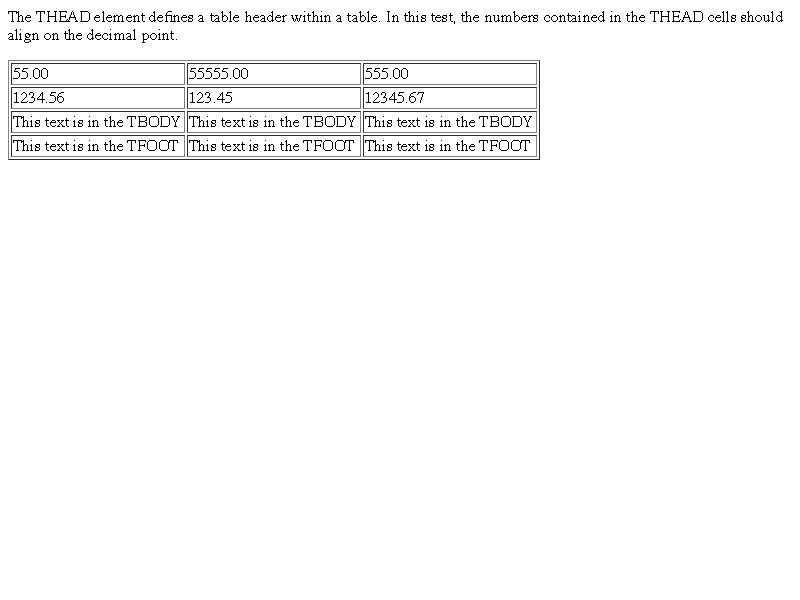 The THEAD element defines a table header within a table. In this test, the numbers contained in the THEAD cells should
align on the decimal point.
55.00 55555.00 555.00
1234.56 123.45 12345.67
This text is in the TBODY This text is in the TBODY This text is in the TBODY
This text is in the TFOOT This text is in the TFOOT This text is in the TFOOT